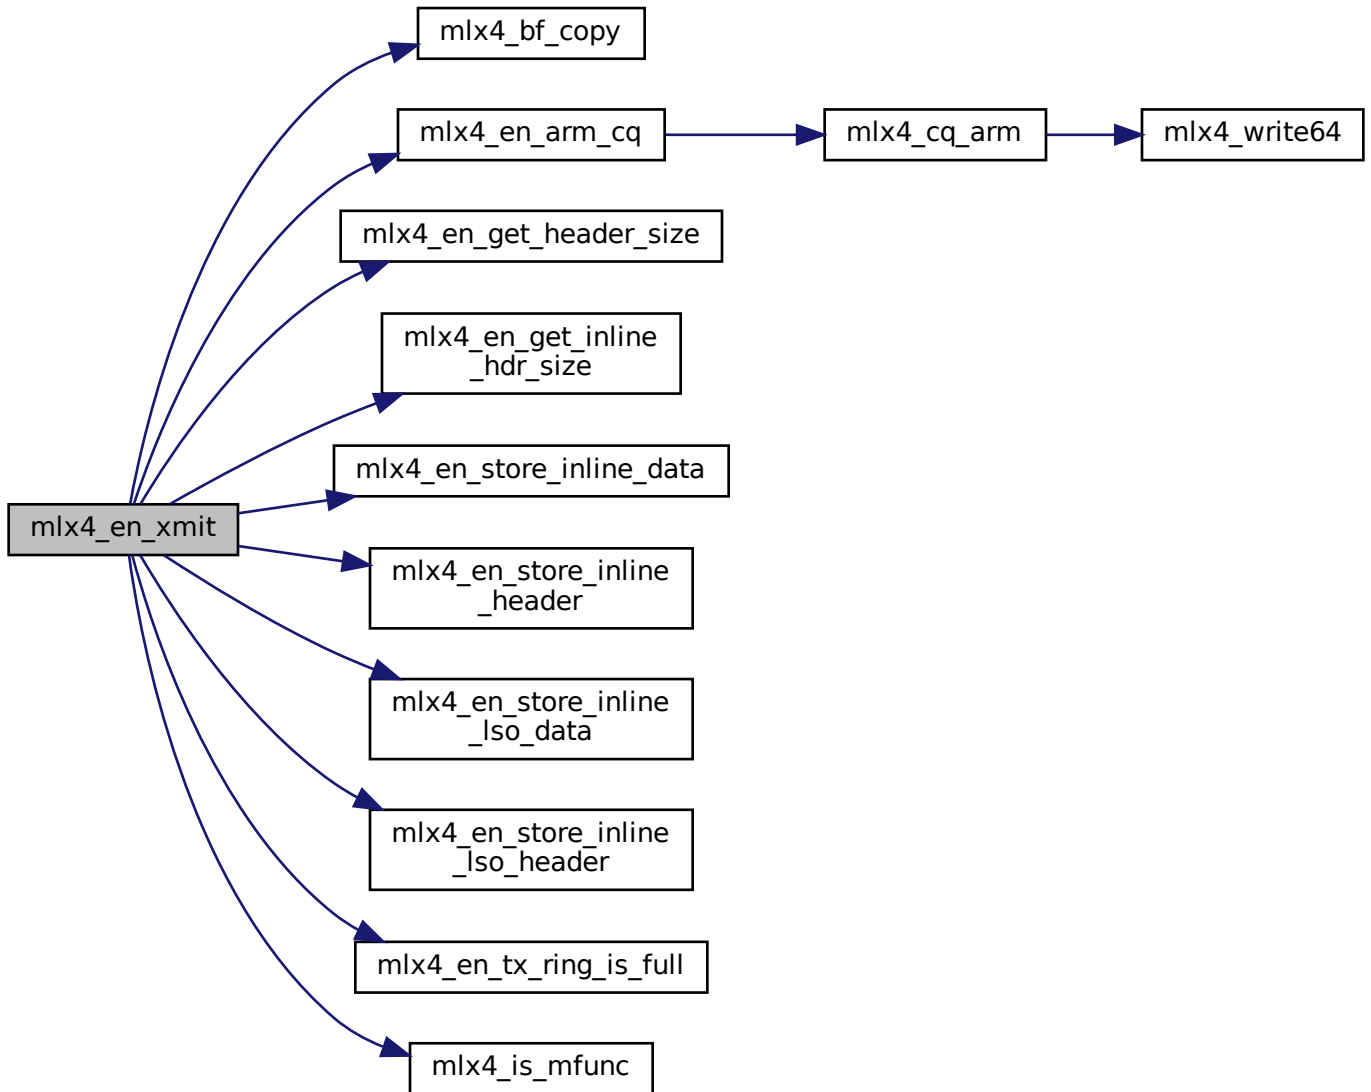 mlx4_bf_copy
mlx4_en_arm_cq
mlx4_cq_arm
mlx4_write64
mlx4_en_get_header_size
mlx4_en_get_inline
_hdr_size
mlx4_en_store_inline_data
mlx4_en_xmit
mlx4_en_store_inline
_header
mlx4_en_store_inline
_lso_data
mlx4_en_store_inline
_lso_header
mlx4_en_tx_ring_is_full
mlx4_is_mfunc